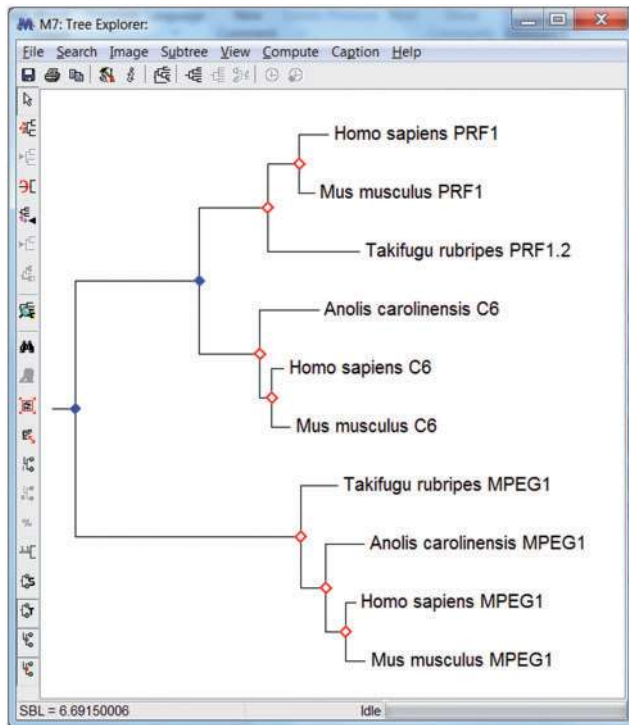 M7: Tree Explorer:
File Search Image Subtree View Compute Caption Help
Homo sapiens PRF1
Mus musculus PRF1
Takifugu rubripes PRF1.2
Anolis carolinensis C6
Homo sapiens C6
Mus musculus C6
Takifugu rubripes MPEG1
Anolis carolinensis MPEG1
Homo sapiens MPEG1
Mus musculus MPEG1
SBL = 6.69150006 Idle